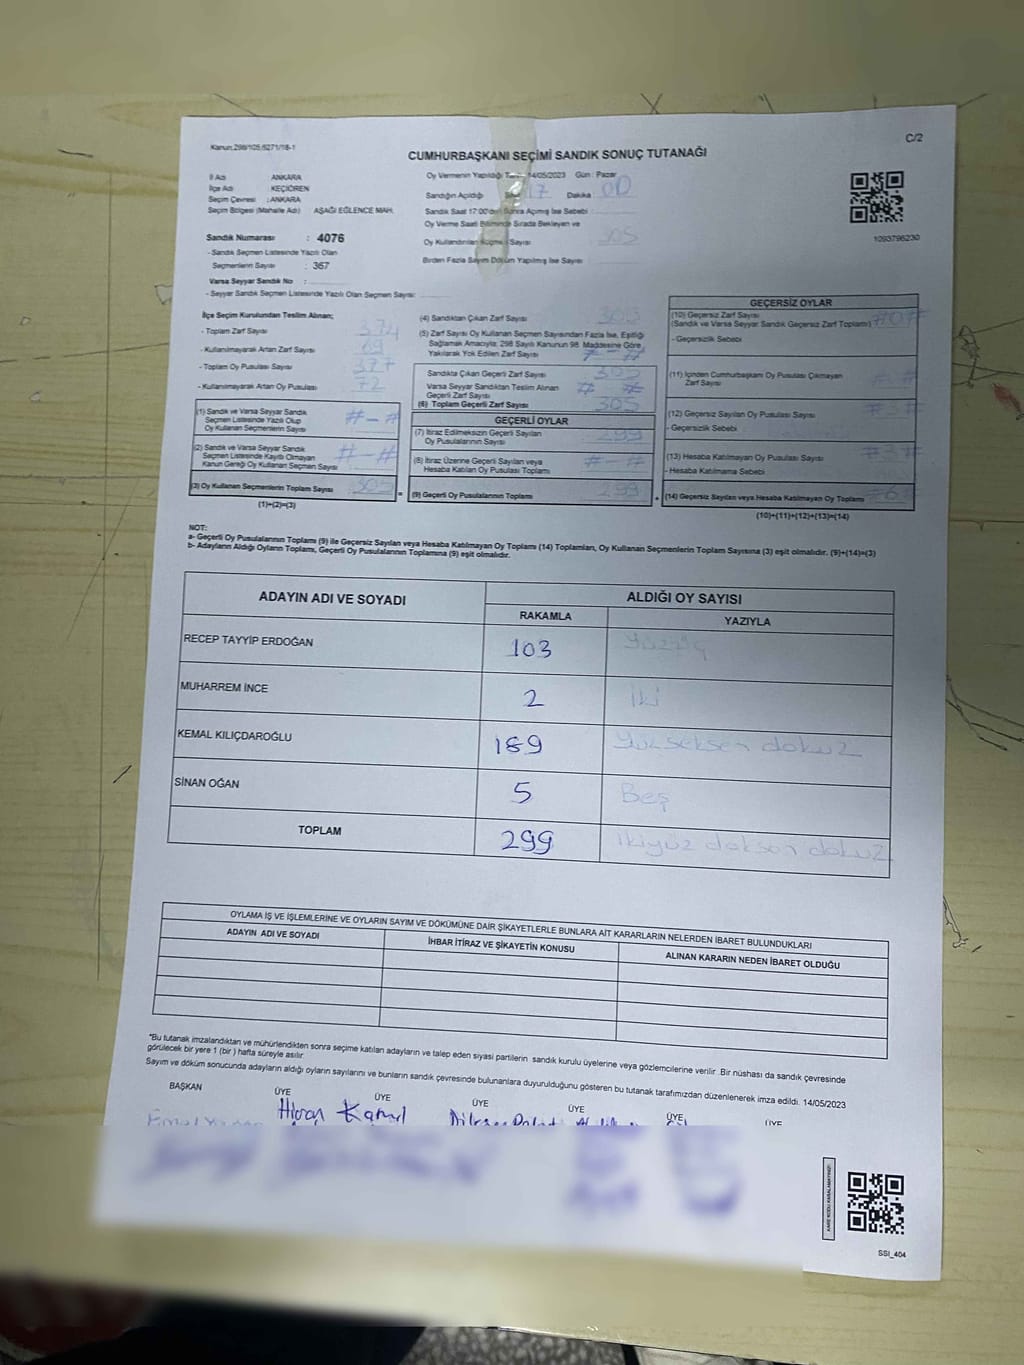 Kanun:298/105,6271/18-1
C/2
CUMHURBAŞKANI SEÇİMİ SANDIK SONUÇ TUTANAĞI
İl Adı : ANKARA
İlçe Adı : KEÇİÖREN
Seçim Çevresi : ANKARA
Seçim Bölgesi (Mahalle Adı) : AŞAĞI EĞLENCE MAH.
Sandık Numarası : 4076
- Sandık Seçmen Listesinde Yazılı Olan
Seçmenlerin Sayısı : 367
Varsa Seyyar Sandık No :
- Seyyar Sandık Seçmen Listesinde Yazılı Olan Seçmen Sayısı:
Oy Vermenin Yapıldığı 14/05/2023 Gün : Pazar
Sandığın Açıldığı 17 Dakika : 00
Sandık Saat 17:00'den Sonra Açılmış İse Sebebi :
Oy Verme Saati Bitiminde Sırada Bekleyen ve
Oy Kullandırılan Seçmen Sayısı : 305
Birden Fazla Sayım Döküm Yapılmış İse Sayısı :
1093796230
İlçe Seçim Kurulundan Teslim Alınan;
- Toplam Zarf Sayısı : 374
- Kullanılmayarak Artan Zarf Sayısı : 69
- Toplam Oy Pusulası Sayısı : 377
- Kullanılmayarak Artan Oy Pusulası : 72
(1) Sandık ve Varsa Seyyar Sandık
Seçmen Listesinde Yazılı Olup
Oy Kullanan Seçmenlerin Sayısı : #-#
(2) Sandık ve Varsa Seyyar Sandık
Seçmen Listesinde Kayıtlı Olmayan
Kanun Gereği Oy Kullanan Seçmen Sayısı : #-#
(3) Oy Kullanan Seçmenlerin Toplam Sayısı : 305
(1)+(2)=(3)
(4) Sandıktan Çıkan Zarf Sayısı : 305
(5) Zarf Sayısı Oy Kullanan Seçmen Sayısından Fazla İse, Eşitliği
Sağlamak Amacıyla; 298 Sayılı Kanunun 98. Maddesine Göre
Yakılarak Yok Edilen Zarf Sayısı : #-#
Sandıkta Çıkan Geçerli Zarf Sayısı : 305
Varsa Seyyar Sandıktan Teslim Alınan
Geçerli Zarf Sayısı : # #
(6) Toplam Geçerli Zarf Sayısı : 305
GEÇERLİ OYLAR
(7) İtiraz Edilmeksizin Geçerli Sayılan
Oy Pusulalarının Sayısı : 299
(8) İtiraz Üzerine Geçerli Sayılan veya
Hesaba Katılan Oy Pusulası Toplamı : #-#
(9) Geçerli Oy Pusulalarının Toplamı : 299
GEÇERSİZ OYLAR
(10) Geçersiz Zarf Sayısı
(Sandık ve Varsa Seyyar Sandık Geçersiz Zarf Toplamı) : #0#
- Geçersizlik Sebebi
(11) İçinden Cumhurbaşkanı Oy Pusulası Çıkmayan
Zarf Sayısı
(12) Geçersiz Sayılan Oy Pusulası Sayısı : #3#
- Geçersizlik Sebebi :
(13) Hesaba Katılmayan Oy Pusulası Sayısı : #3#
- Hesaba Katılmama Sebebi
(14) Geçersiz Sayılan veya Hesaba Katılmayan Oy Toplamı : #6#
(10)+(11)+(12)+(13)=(14)
NOT:
a- Geçerli Oy Pusulalarının Toplamı (9) ile Geçersiz Sayılan veya Hesaba Katılmayan Oy Toplamı (14) Toplamları, Oy Kullanan Seçmenlerin Toplam Sayısına (3) eşit olmalıdır. (9)+(14)=(3)
b- Adayların Aldığı Oyların Toplamı, Geçerli Oy Pusulalarının Toplamına (9) eşit olmalıdır.
ADAYIN ADI VE SOYADI ALDIĞI OY SAYISI
RAKAMLA YAZIYLA
RECEP TAYYİP ERDOĞAN 103 Yüzüç
MUHARREM İNCE 2 İki
KEMAL KILIÇDAROĞLU 189 Yüzseksen dokuz
SİNAN OĞAN 5 Beş
TOPLAM 299 ikiyüz doksan dokuz
OYLAMA İŞ VE İŞLEMLERİNE VE OYLARIN SAYIM VE DÖKÜMÜNE DAİR ŞİKAYETLERLE BUNLARA AİT KARARLARIN NELERDEN İBARET BULUNDUKLARI
ADAYIN ADI VE SOYADI İHBAR İTİRAZ VE ŞİKAYETİN KONUSU ALINAN KARARIN NEDEN İBARET OLDUĞU
*Bu tutanak imzalandıktan ve mühürlendikten sonra seçime katılan adayların ve talep eden siyasi partilerin sandık kurulu üyelerine veya gözlemcilerine verilir. Bir nüshası da sandık çevresinde
görülecek bir yere 1 (bir) hafta süreyle asılır.
Sayım ve döküm sonucunda adayların aldığı oyların sayılarını ve bunların sandık çevresinde bulunanlara duyurulduğunu gösteren bu tutanak tarafımızdan düzenlenerek imza edildi. 14/05/2023
BAŞKAN ÜYE ÜYE ÜYE ÜYE ÜYE ÜYE
KARE KODU KARALAMAYINIZ!
SSI_404